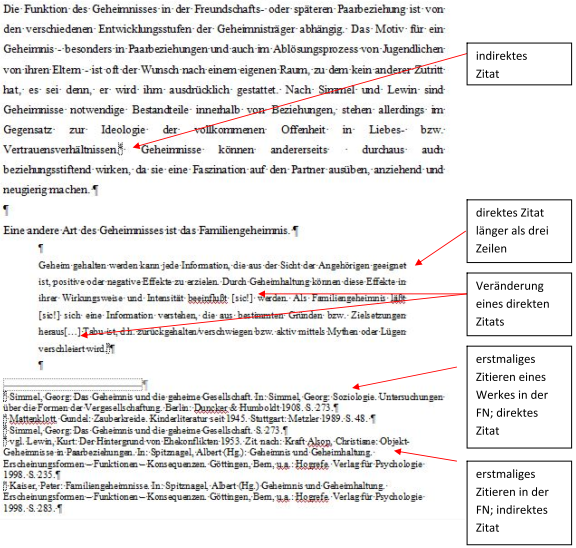 Die Funktion des Geheimnisses in der Freundschafts- oder späteren Paarbeziehung ist von
den verschiedenen Entwicklungsstufen der Geheimnisträger abhängig. Das Motiv für ein
Geheimnis - besonders in Paarbeziehungen und auch im Ablösungsprozess von Jugendlichen
von ihren Eltern - ist oft der Wunsch nach einem eigenen Raum, zu dem kein anderer Zutritt
hat, es sei denn, er wird ihm ausdrücklich gestattet. Nach Simmel und Lewin sind
Geheimnisse notwendige Bestandteile innerhalb von Beziehungen, stehen allerdings im
Gegensatz zur Ideologie der vollkommenen Offenheit in Liebes- bzw.
Vertrauensverhältnissen. Geheimnisse können andererseits durchaus auch
beziehungsstiftend wirken, da sie eine Faszination auf den Partner ausüben, anziehend und
neugierig machen. ¶
¶
Eine andere Art des Geheimnisses ist das Familiengeheimnis. ¶
¶
Geheim gehalten werden kann jede Information, die aus der Sicht der Angehörigen geeignet
ist, positive oder negative Effekte zu erzielen. Durch Geheimhaltung können diese Effekte in
ihrer Wirkungsweise und Intensität beeinflußt [sic!] werden. Als Familiengeheimnis läßt
[sic!] sich eine Information verstehen, die aus bestimmten Gründen bzw. Zielsetzungen
heraus[…] Tabu ist, d.h. zurückgehalten/verschwiegen bzw. aktiv mittels Mythen oder Lügen
verschleiert wird. ¶
¶
¶
Simmel, Georg: Das Geheimnis und die geheime Gesellschaft. In: Simmel, Georg: Soziologie. Untersuchungen
über die Formen der Vergesellschaftung. Berlin: Duncker & Humboldt 1908. S. 273. ¶
Mattenklott, Gundel: Zauberkreide. Kinderliteratur seit 1945. Stuttgart: Metzler 1989. S. 48. ¶
Simmel, Georg: Das Geheimnis und die geheime Gesellschaft. S. 273. ¶
vgl. Lewin, Kurt: Der Hintergrund von Ehekonflikten 1953. Zit. nach: Kraft Alsop, Christiane: Objekt-
Geheimnisse in Paarbeziehungen. In: Spitznagel, Albert (Hg.): Geheimnis und Geheimhaltung.
Erscheinungsformen – Funktionen – Konsequenzen. Göttingen, Bern, u.a.: Hogrefe. Verlag für Psychologie
1998. S. 235. ¶
Kaiser, Peter: Familiengeheimnisse. In: Spitznagel, Albert (Hg.) Geheimnis und Geheimhaltung.
Erscheinungsformen – Funktionen – Konsequenzen. Göttingen, Bern, u.a.: Hogrefe. Verlag für Psychologie
1998. S. 283. ¶
indirektes
Zitat
direktes Zitat
länger als drei
Zeilen
Veränderung
eines direkten
Zitats
erstmaliges
Zitieren eines
Werkes in der
FN; direktes
Zitat
erstmaliges
Zitieren in der
FN; indirektes
Zitat